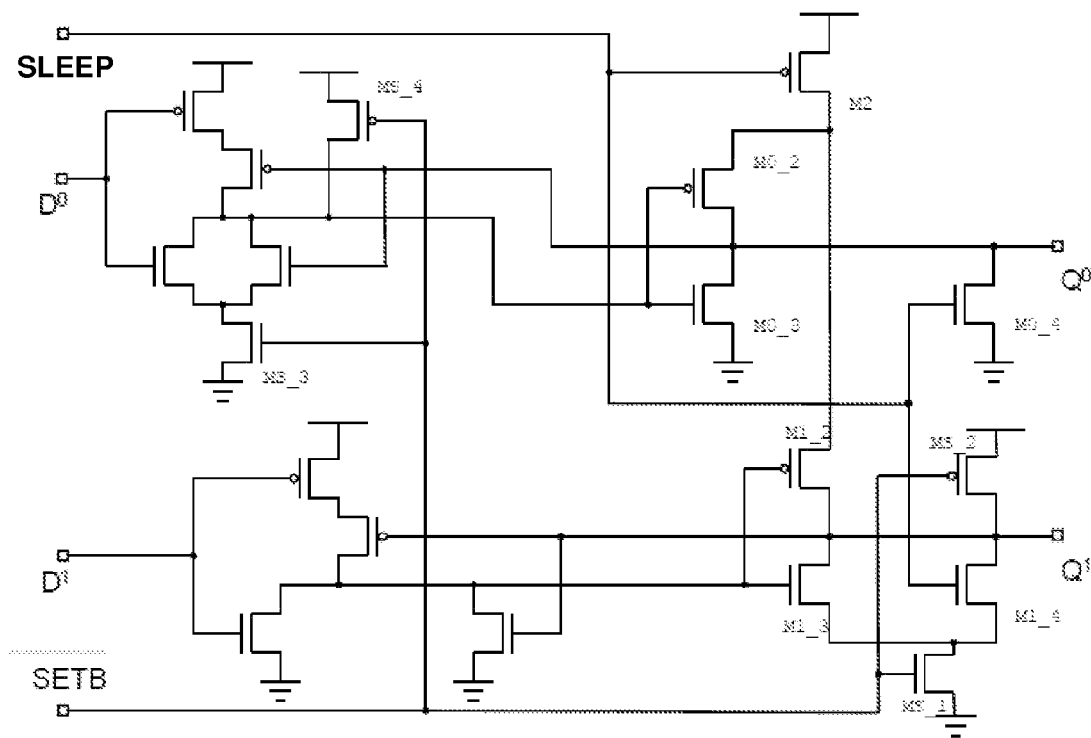 SLEEP
MS_4
M2
M0_2
D⁰
Q⁰
M0_3
M0_4
MS_3
M1_2
MS_2
D¹
Q¹
M1_3
M1_4
SETB
MS_1